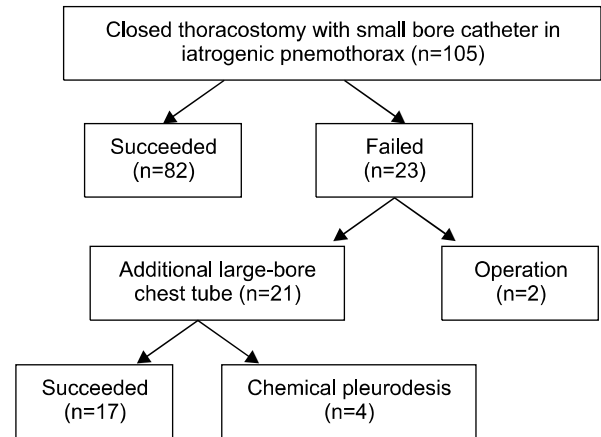 Closed thoracostomy with small bore catheter in
iatrogenic pnemothorax (n=105)
Succeeded
(n=82)
Failed
(n=23)
Additional large-bore
chest tube (n=21)
Operation
(n=2)
Succeeded
(n=17)
Chemical pleurodesis
(n=4)